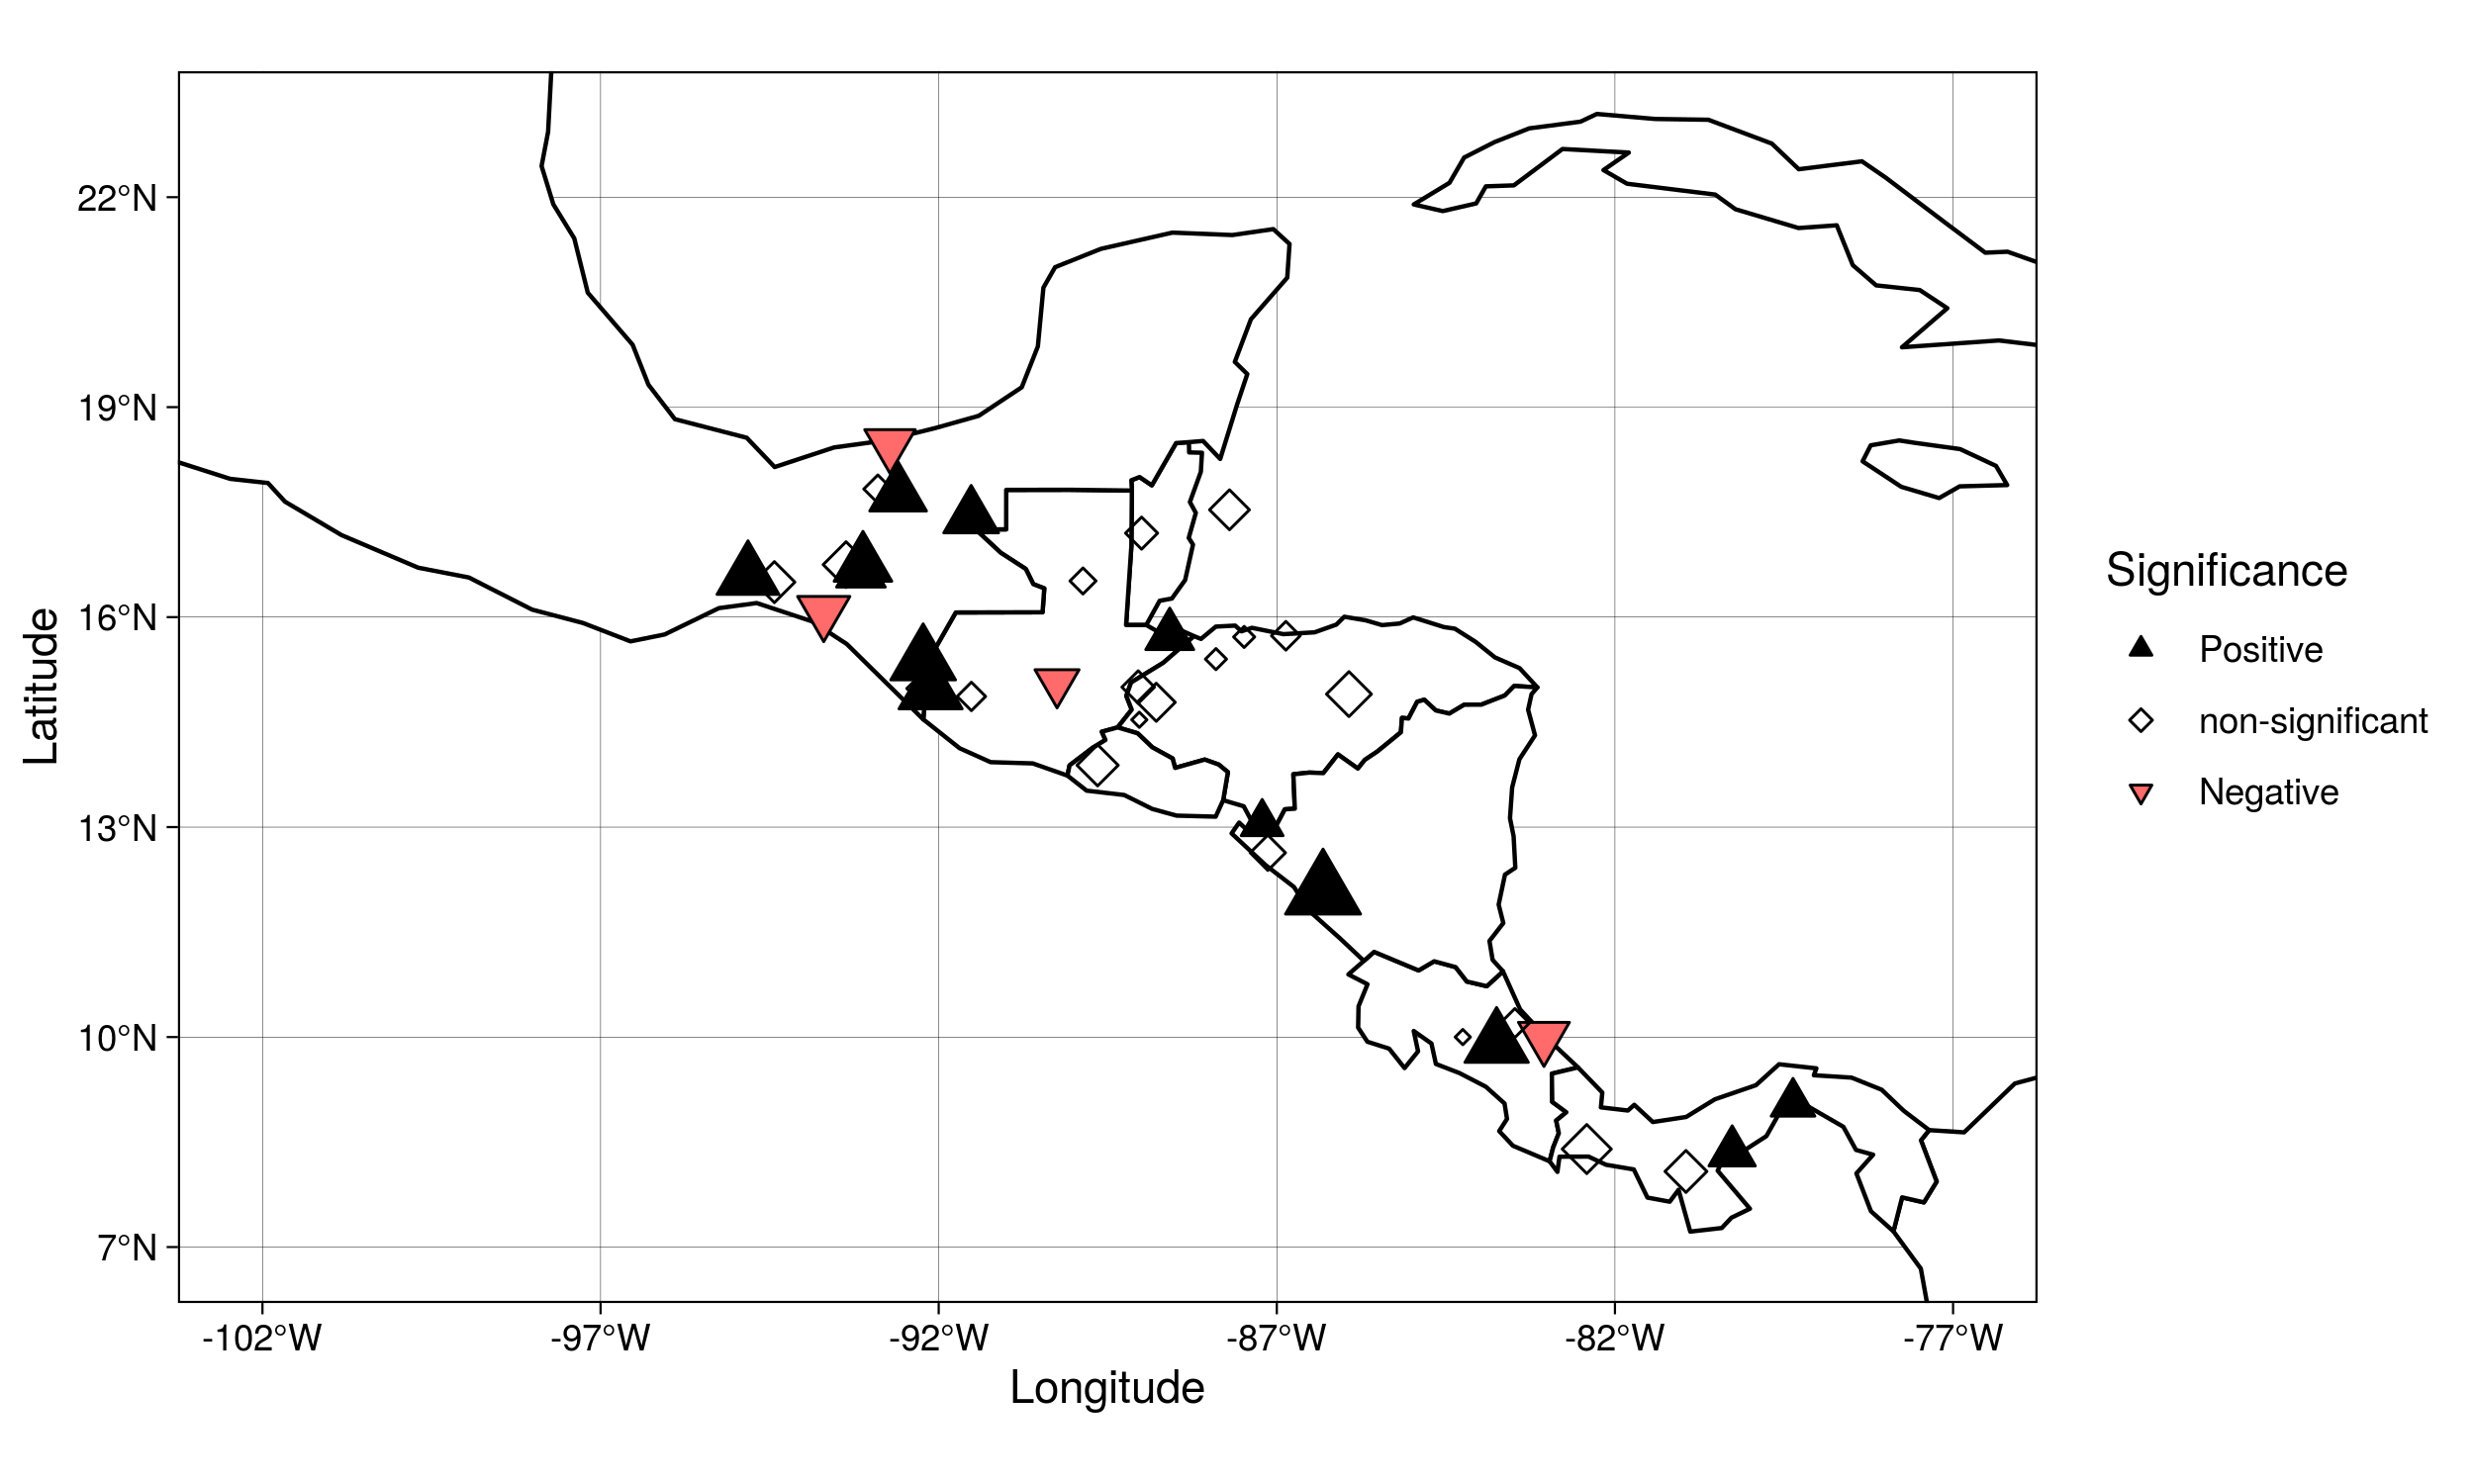 22°N
19°N
16°N
13°N
10°N
7°N
Latitude
-102°W
-97°W
-92°W
-87°W
-82°W
-77°W
Longitude
Significance
Positive
non-significant
Negative